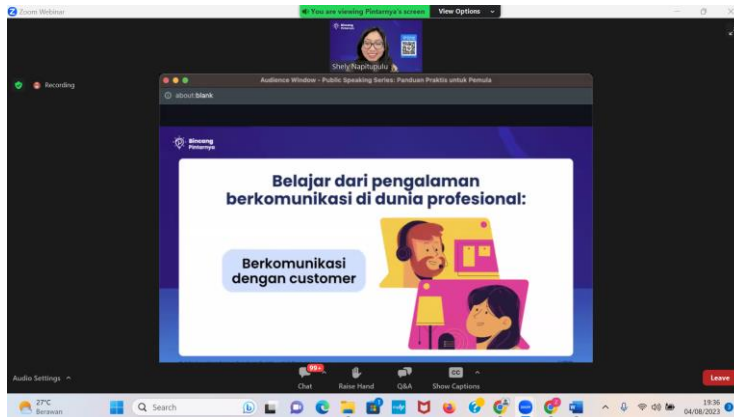 Zoom Webinar
You are viewing Pintarnya's screen
View Options
Bincang
Pintarnya
Shely Napitupulu
Recording
Audience Window - Public Speaking Series: Panduan Praktis untuk Pemula
about:blank
Bincang
Pintarnya
Belajar dari pengalaman
berkomunikasi di dunia profesional:
Berkomunikasi
dengan customer
Audio Settings
99+
Chat
Raise Hand
Q&A
CC
Show Captions
Leave
27°C
Berawan
Search
19:36
04/08/2023